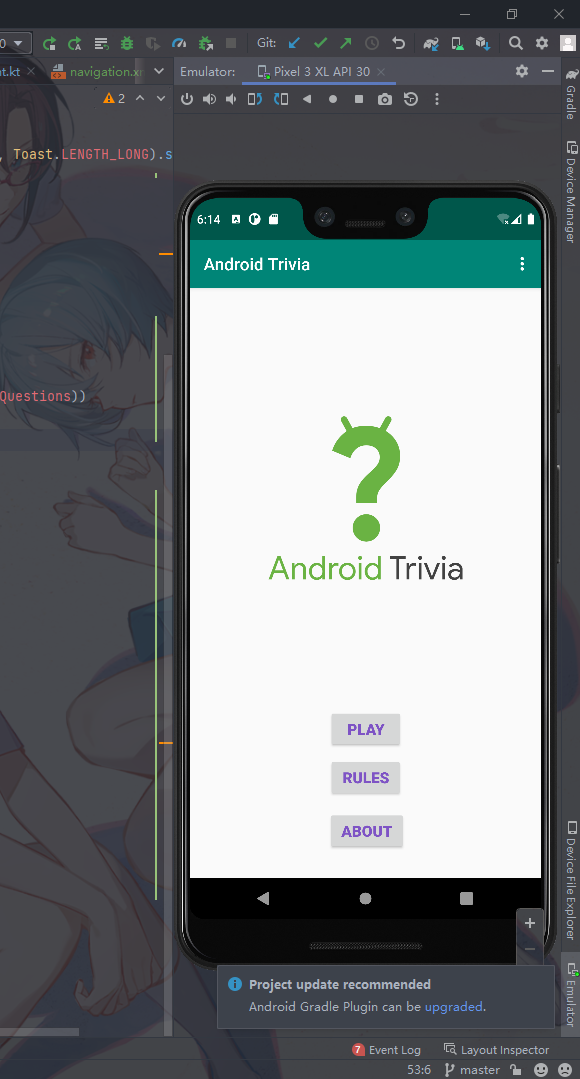 0
Git:
t.kt
navigation.x
2
Emulator:
Pixel 3 XL API 30
, Toast.LENGTH_LONG).s
Questions))
6:14
Android Trivia
?
Android Trivia
PLAY
RULES
ABOUT
Gradle
Device Manager
Device File Explorer
Emulator
+
−
Project update recommended
Android Gradle Plugin can be upgraded.
7 Event Log
Layout Inspector
53:6
master